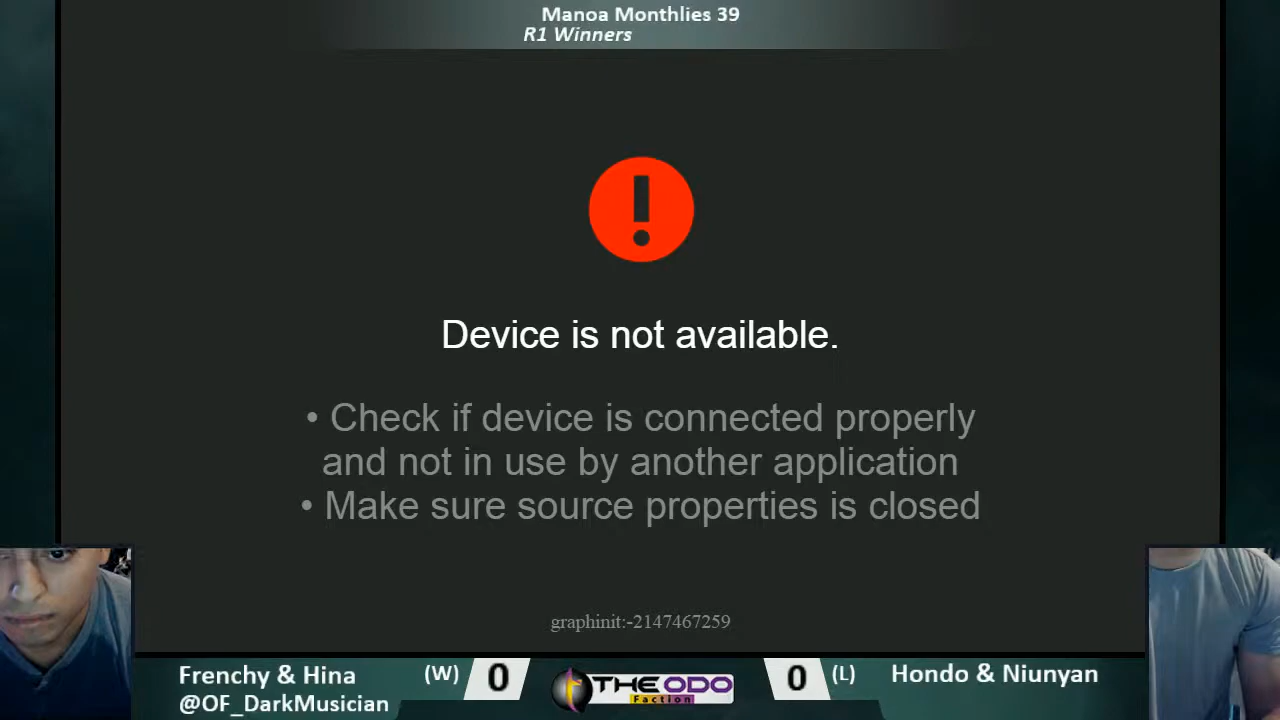 Manoa Monthlies 39
R1 Winners
Device is not available.
• Check if device is connected properly
and not in use by another application
• Make sure source properties is closed
graphinit:-2147467259
Frenchy & Hina (W) 0
@OF_DarkMusician
THE ODO
Faction
0 (L) Hondo & Niunyan